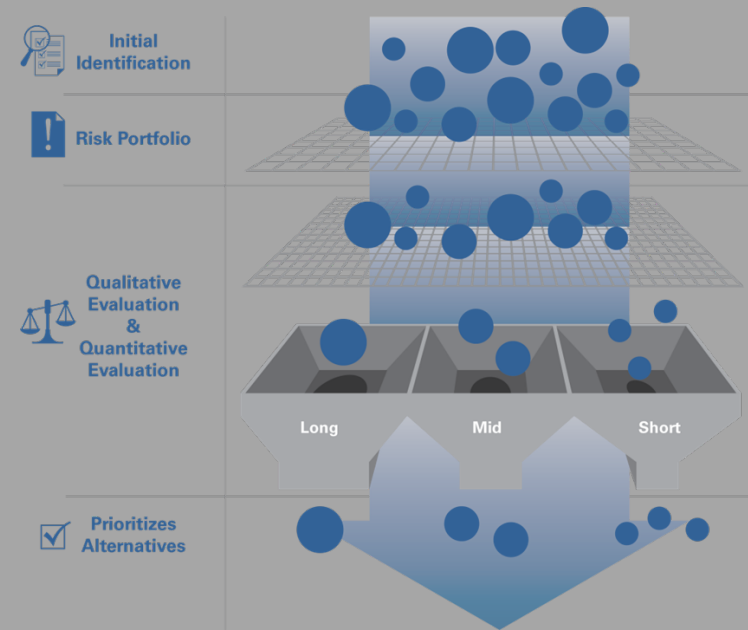 Initial
Identification
Risk Portfolio
Qualitative
Evaluation
&
Quantitative
Evaluation
Long
Mid
Short
Prioritizes
Alternatives